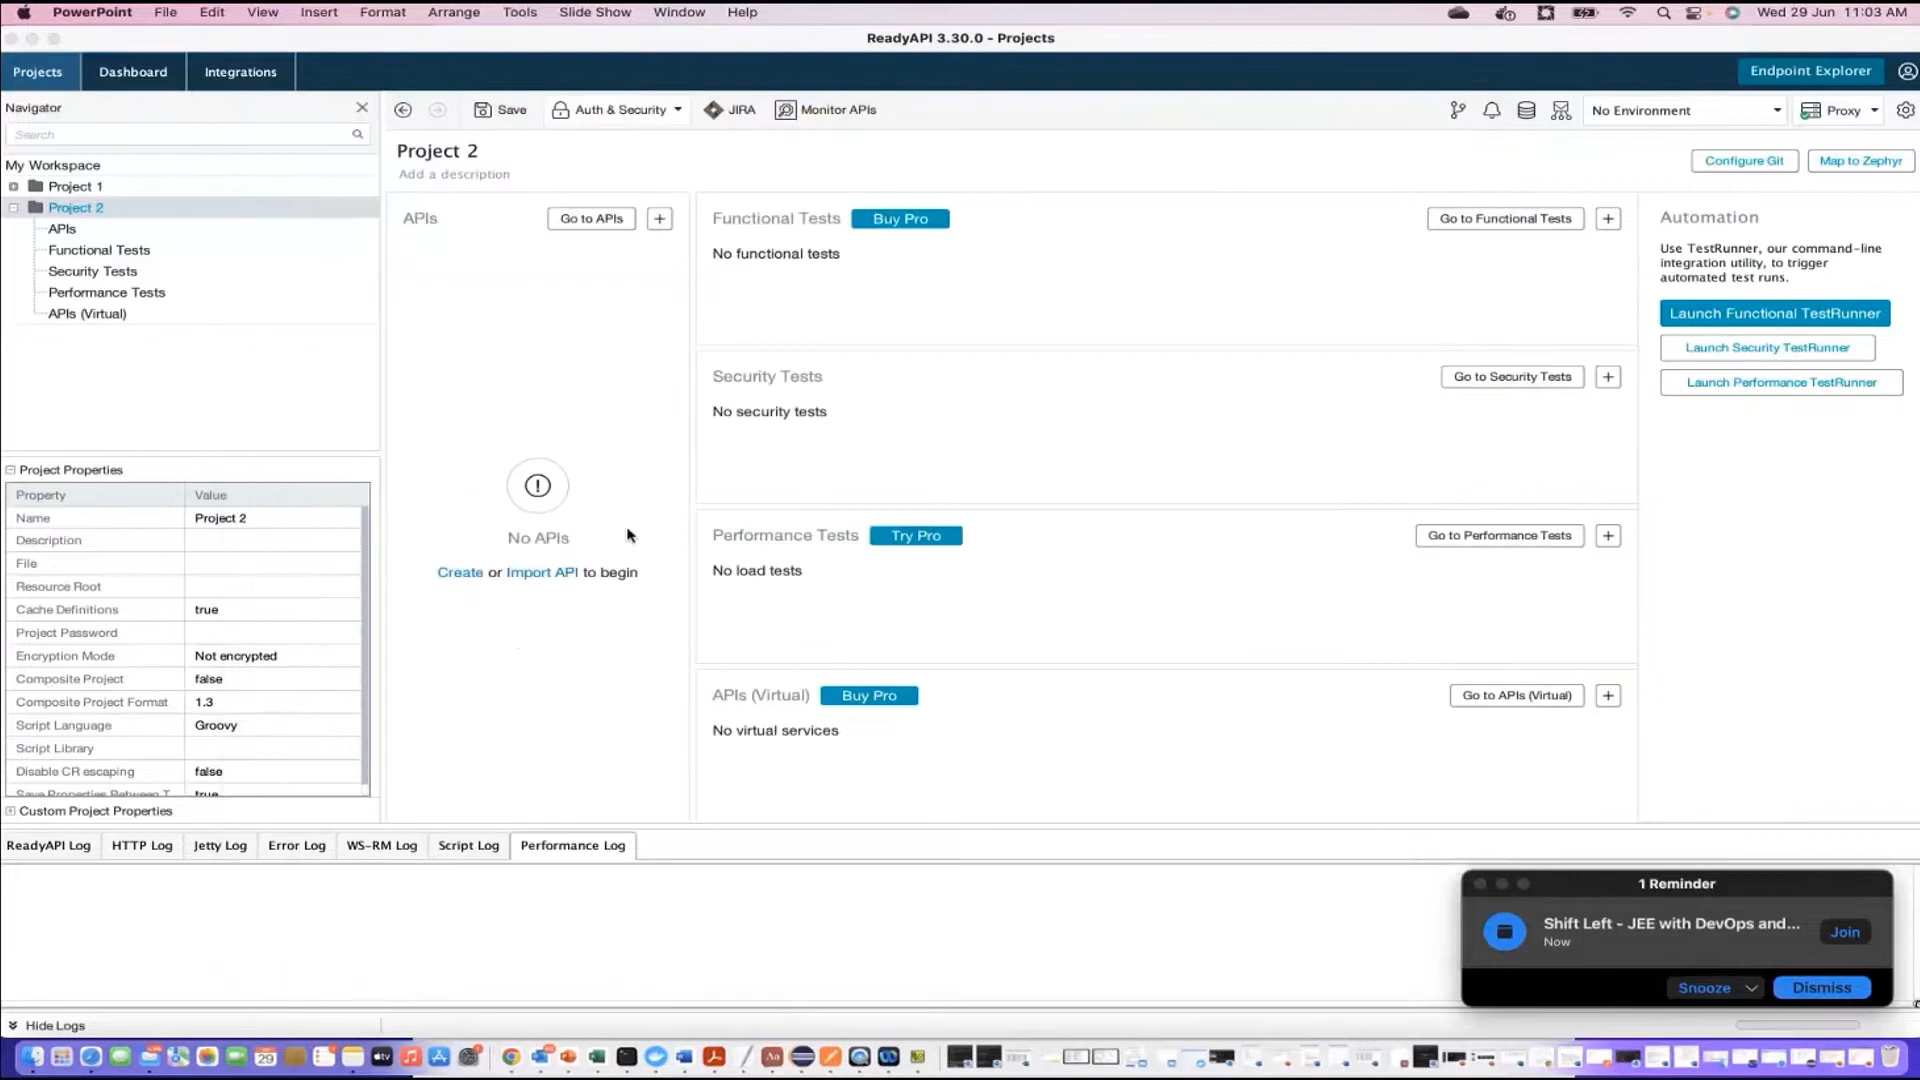 PowerPoint File Edit View Insert Format Arrange Tools Slide Show Window Help Wed 29 Jun 11:03 AM
ReadyAPI 3.30.0 - Projects
Projects Dashboard Integrations Endpoint Explorer
Navigator
Save Auth & Security JIRA Monitor APIs No Environment Proxy
Search
My Workspace
Project 1
Project 2
APIs
Functional Tests
Security Tests
Performance Tests
APIs (Virtual)
Project 2
Add a description
Configure Git Map to Zephyr
APIs Go to APIs +
No APIs
Create or Import API to begin
Functional Tests Buy Pro Go to Functional Tests +
No functional tests
Security Tests Go to Security Tests +
No security tests
Performance Tests Try Pro Go to Performance Tests +
No load tests
APIs (Virtual) Buy Pro Go to APIs (Virtual) +
No virtual services
Automation
Use TestRunner, our command-line
integration utility, to trigger
automated test runs.
Launch Functional TestRunner
Launch Security TestRunner
Launch Performance TestRunner
Project Properties
Property Value
Name Project 2
Description
File
Resource Root
Cache Definitions true
Project Password
Encryption Mode Not encrypted
Composite Project false
Composite Project Format 1.3
Script Language Groovy
Script Library
Disable CR escaping false
Save Properties Between T true
Custom Project Properties
ReadyAPI Log HTTP Log Jetty Log Error Log WS-RM Log Script Log Performance Log
1 Reminder
Shift Left - JEE with DevOps and...
Now
Join
Snooze Dismiss
Hide Logs
29